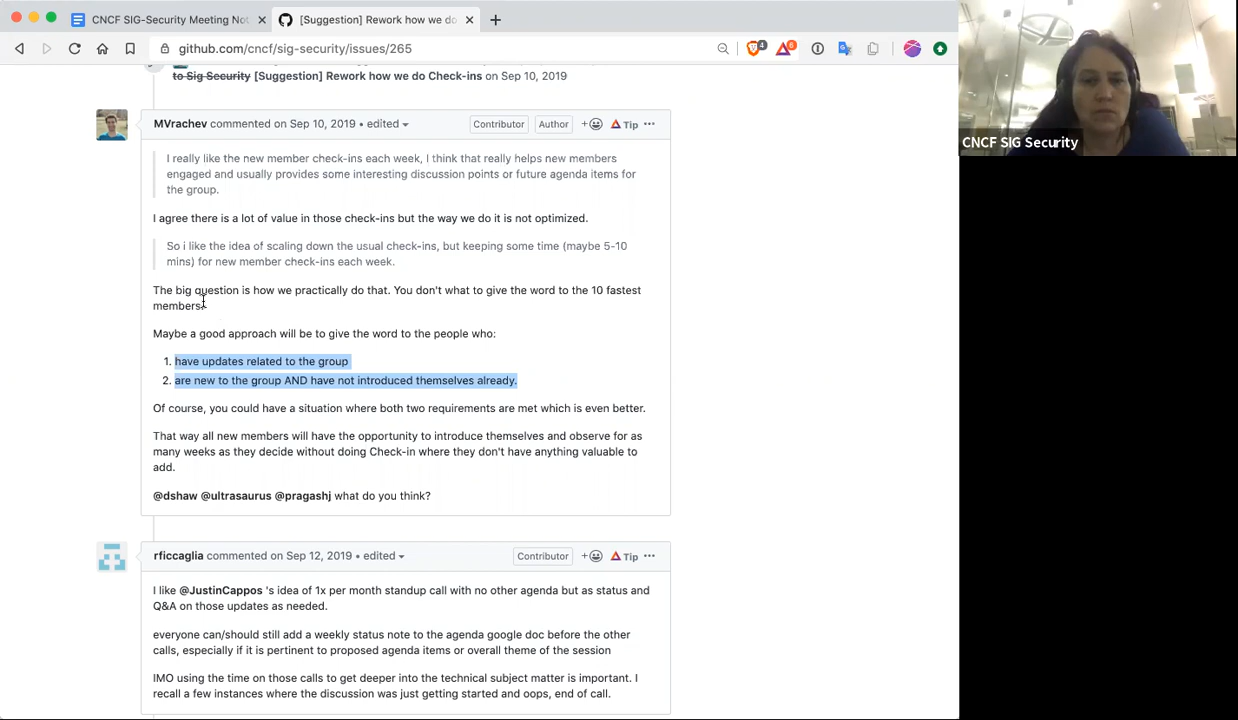 CNCF SIG-Security Meeting Not
[Suggestion] Rework how we do
github.com/cncf/sig-security/issues/265
4
6
to Sig Security [Suggestion] Rework how we do Check-ins on Sep 10, 2019
MVrachev commented on Sep 10, 2019 • edited
Contributor
Author
Tip
I really like the new member check-ins each week, I think that really helps new members
engaged and usually provides some interesting discussion points or future agenda items for
the group.
I agree there is a lot of value in those check-ins but the way we do it is not optimized.
So i like the idea of scaling down the usual check-ins, but keeping some time (maybe 5-10
mins) for new member check-ins each week.
The big question is how we practically do that. You don't what to give the word to the 10 fastest
members.
Maybe a good approach will be to give the word to the people who:
1. have updates related to the group
2. are new to the group AND have not introduced themselves already.
Of course, you could have a situation where both two requirements are met which is even better.
That way all new members will have the opportunity to introduce themselves and observe for as
many weeks as they decide without doing Check-in where they don't have anything valuable to
add.
@dshaw @ultrasaurus @pragashj what do you think?
rficcaglia commented on Sep 12, 2019 • edited
Contributor
Tip
I like @JustinCappos 's idea of 1x per month standup call with no other agenda but as status and
Q&A on those updates as needed.
everyone can/should still add a weekly status note to the agenda google doc before the other
calls, especially if it is pertinent to proposed agenda items or overall theme of the session
IMO using the time on those calls to get deeper into the technical subject matter is important. I
recall a few instances where the discussion was just getting started and oops, end of call.
CNCF SIG Security